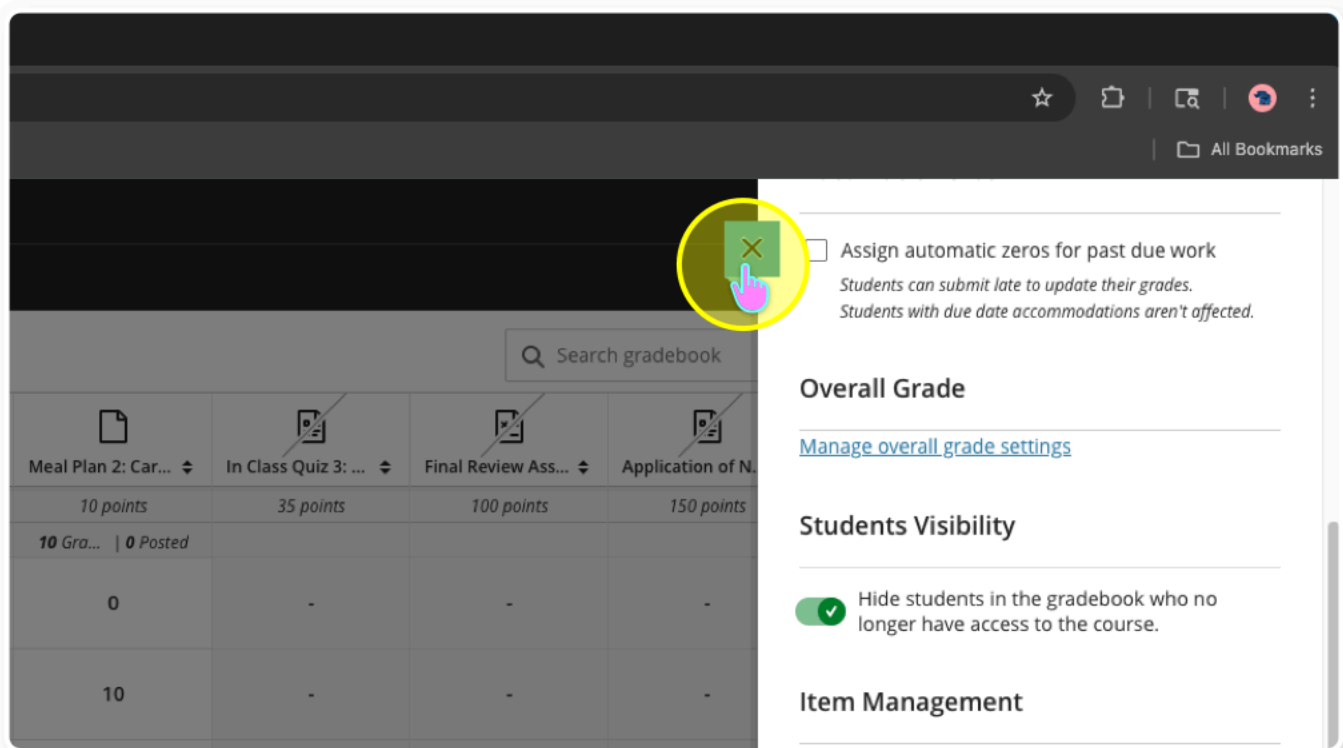 All Bookmarks
Assign automatic zeros for past due work
Students can submit late to update their grades.
Students with due date accommodations aren't affected.
Search gradebook
Overall Grade
Manage overall grade settings
Meal Plan 2: Car... In Class Quiz 3: ... Final Review Ass... Application of N...
10 points 35 points 100 points 150 points
10 Gra... | 0 Posted
Students Visibility
Hide students in the gradebook who no
longer have access to the course.
0 - - -
10 - - -
Item Management